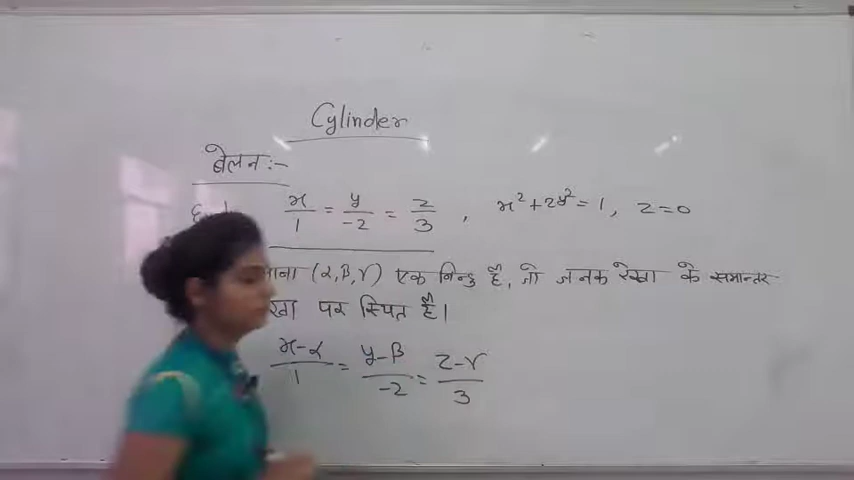 Cylinder
बेलन :-
x/1 = y/-2 = z/3 , x² + 2y² = 1, z = 0
माना (α, β, γ) एक बिन्दु है, जो जनक रेखा के समान्तर
रेखा पर स्थित है।
x-α/1 = y-β/-2 = z-γ/3